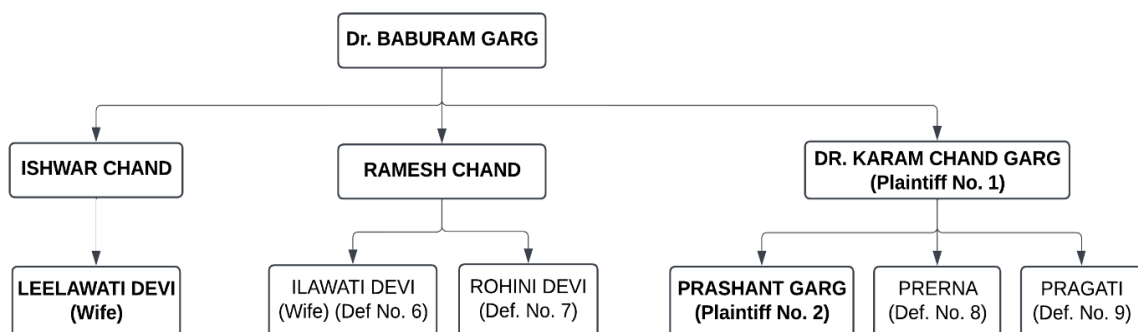 Dr. BABURAM GARG
ISHWAR CHAND
RAMESH CHAND
DR. KARAM CHAND GARG
(Plaintiff No. 1)
LEELAWATI DEVI
(Wife)
ILAWATI DEVI
(Wife) (Def No. 6)
ROHINI DEVI
(Def. No. 7)
PRASHANT GARG
(Plaintiff No. 2)
PRERNA
(Def. No. 8)
PRAGATI
(Def. No. 9)